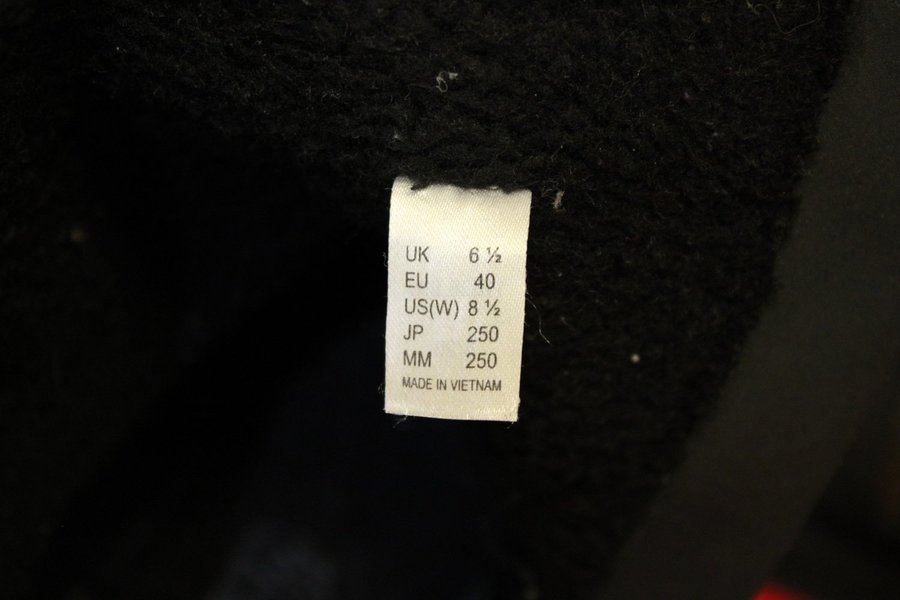 UK 6 ½
EU 40
US(W) 8 ½
JP 250
MM 250
MADE IN VIETNAM